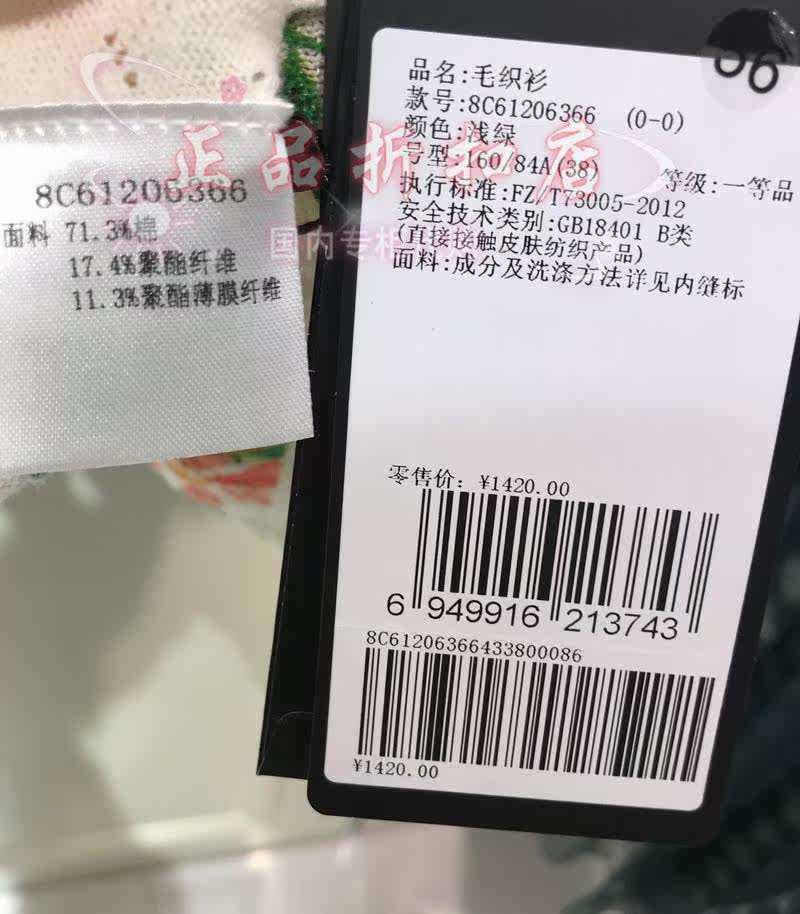 8C61206366
面料 71.3%棉
17.4%聚酯纤维
11.3%聚酯薄膜纤维
品名:毛织衫
款号:8C61206366 (0-0)
颜色:浅绿
号型:160/84A(38) 等级:一等品
执行标准:FZ/T73005-2012
安全技术类别:GB18401 B类
(直接接触皮肤纺织产品)
面料:成分及洗涤方法详见内缝标
零售价: ¥1420.00
6 949916 213743
8C61206366433800086
¥1420.00
正品折扣店
国内专柜